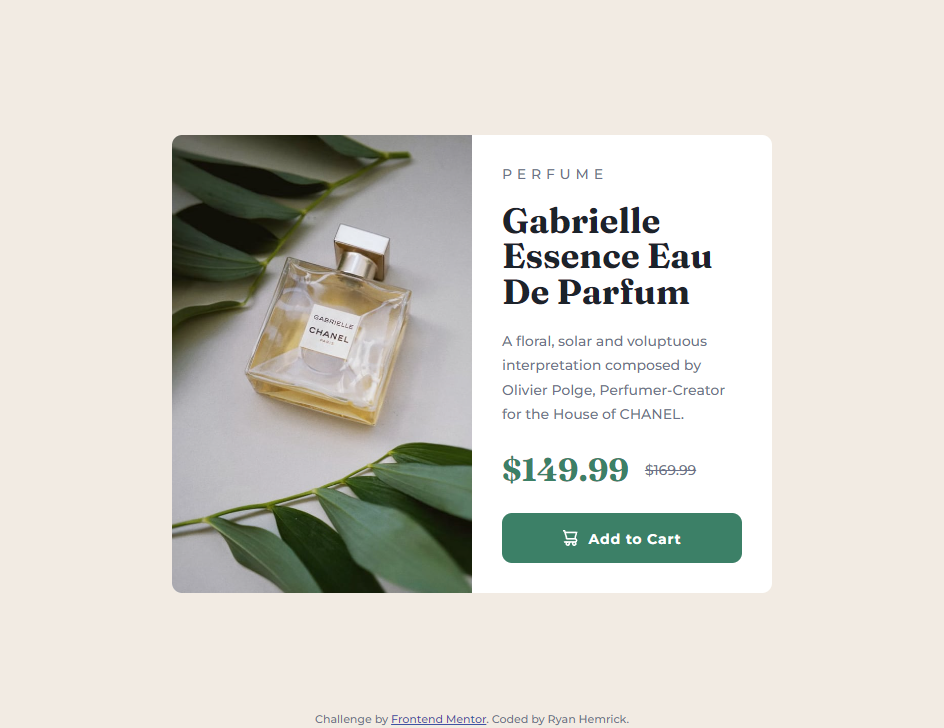 GABRIELLE
CHANEL
PARIS
PERFUME
Gabrielle
Essence Eau
De Parfum
A floral, solar and voluptuous
interpretation composed by
Olivier Polge, Perfumer-Creator
for the House of CHANEL.
$149.99 $169.99
Add to Cart
Challenge by Frontend Mentor. Coded by Ryan Hemrick.